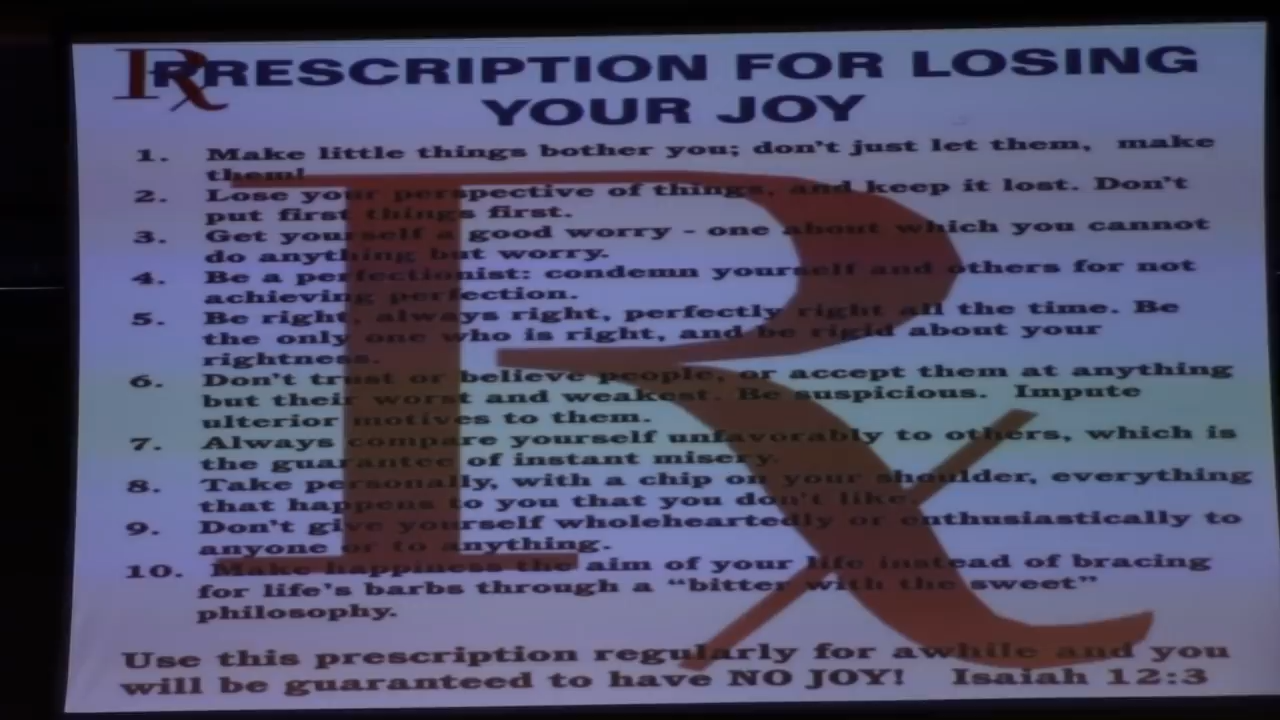 Rx PRESCRIPTION FOR LOSING
YOUR JOY
1. Make little things bother you; don't just let them, make
them!
2. Lose your perspective of things, and keep it lost. Don't
put first things first.
3. Get yourself a good worry - one about which you cannot
do anything but worry.
4. Be a perfectionist: condemn yourself and others for not
achieving perfection.
5. Be right, always right, perfectly right all the time. Be
the only one who is right, and be rigid about your
rightness.
6. Don't trust or believe people, or accept them at anything
but their worst and weakest. Be suspicious. Impute
ulterior motives to them.
7. Always compare yourself unfavorably to others, which is
the guarantee of instant misery.
8. Take personally, with a chip on your shoulder, everything
that happens to you that you don't like.
9. Don't give yourself wholeheartedly or enthusiastically to
anyone or to anything.
10. Make happiness the aim of your life instead of bracing
for life's barbs through a "bitter with the sweet"
philosophy.
Use this prescription regularly for awhile and you
will be guaranteed to have NO JOY! Isaiah 12:3